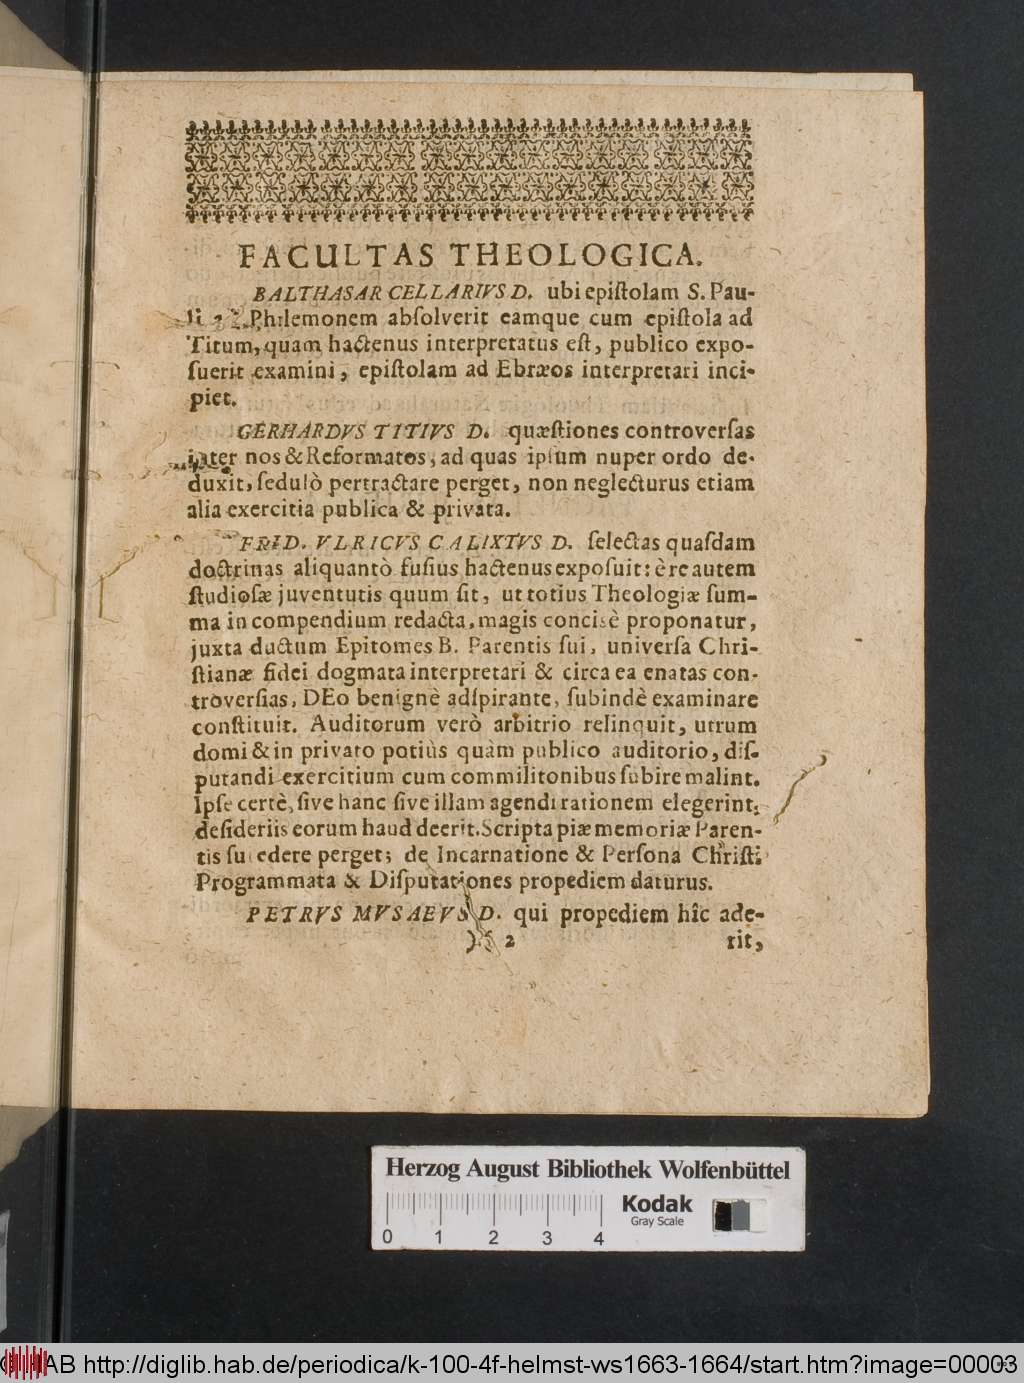 FACULTAS THEOLOGICA.
BALTHASAR CELLARIVS D. ubi epiſtolam S. Pau-
li Philemonem abſolverit eamque cum epiſtola ad
Titum, quam hactenus interpretatus eſt, publico expo-
ſuerit examini, epiſtolam ad Ebræos interpretari inci-
piet.
GERHARDVS TITIVS D. quæſtiones controverſas
inter nos & Reformatos, ad quas ipſum nuper ordo de-
duxit, ſedulò pertractare perget, non neglecturus etiam
alia exercitia publica & privata.
FRID. VLRICVS CALIXTVS D. ſelectas quaſdam
doctrinas aliquantò fuſius hactenus expoſuit: è re autem
ſtudioſæ juventutis quum ſit, ut totius Theologiæ ſum-
ma in compendium redacta, magis concisè proponatur,
juxta ductum Epitomes B. Parentis ſui, univerſa Chri-
ſtianæ fidei dogmata interpretari & circa ea enatas con-
troverſias, DEo benignè adſpirante, ſubindè examinare
conſtituit. Auditorum verò arbitrio relinquit, utrum
domi & in privato potiùs quàm publico auditorio, diſ-
putandi exercitium cum commilitonibus ſubire malint.
Ipſe certè, ſive hanc ſive illam agendi rationem elegerint,
deſideriis eorum haud deerit. Scripta piæ memoriæ Paren-
tis ſui edere perget; de Incarnatione & Perſona Chriſti
Programmata & Diſputationes propediem daturus.
PETRVS MVSAEVS D. qui propediem hîc ade-
2 rit,
Herzog August Bibliothek Wolfenbüttel
Kodak
Gray Scale
0 1 2 3 4
© HAB http://diglib.hab.de/periodica/k-100-4f-helmst-ws1663-1664/start.htm?image=00003